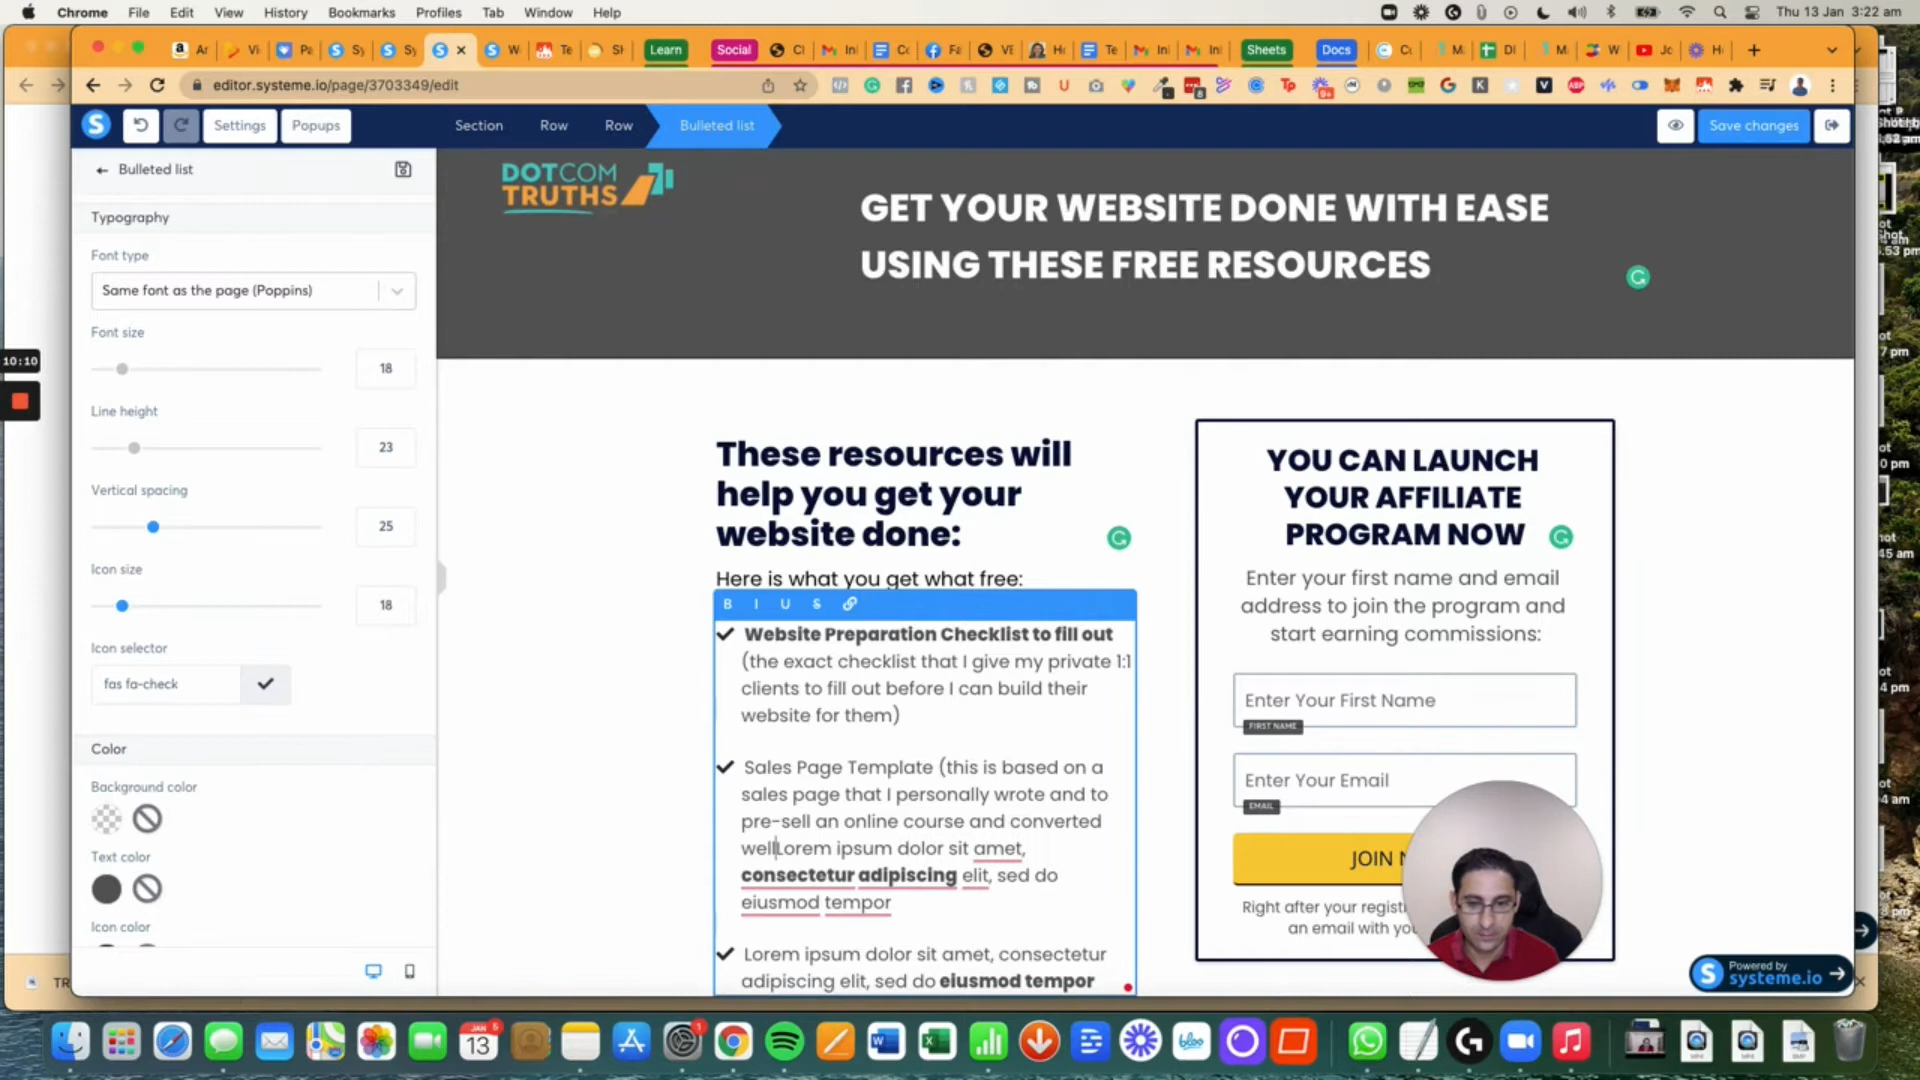 Chrome File Edit View History Bookmarks Profiles Tab Window Help
Thu 13 Jan 3:22 am
Learn Social Sheets Docs
editor.systeme.io/page/3703349/edit
Settings Popups Section Row Row Bulleted list Save changes
Bulleted list
Typography
Font type
Same font as the page (Poppins)
Font size
18
10:10
Line height
23
Vertical spacing
25
Icon size
18
Icon selector
fas fa-check
Color
Background color
Text color
Icon color
DOTCOM
TRUTHS
GET YOUR WEBSITE DONE WITH EASE
USING THESE FREE RESOURCES
These resources will
help you get your
website done:
Here is what you get what free:
B I U S
Website Preparation Checklist to fill out
(the exact checklist that I give my private 1:1
clients to fill out before I can build their
website for them)
Sales Page Template (this is based on a
sales page that I personally wrote and to
pre-sell an online course and converted
wellLorem ipsum dolor sit amet,
consectetur adipiscing elit, sed do
eiusmod tempor
Lorem ipsum dolor sit amet, consectetur
adipiscing elit, sed do eiusmod tempor
YOU CAN LAUNCH
YOUR AFFILIATE
PROGRAM NOW
Enter your first name and email
address to join the program and
start earning commissions:
Enter Your First Name
FIRST NAME
Enter Your Email
EMAIL
JOIN
Right after your
an email with
Powered by
systeme.io
JAN
13